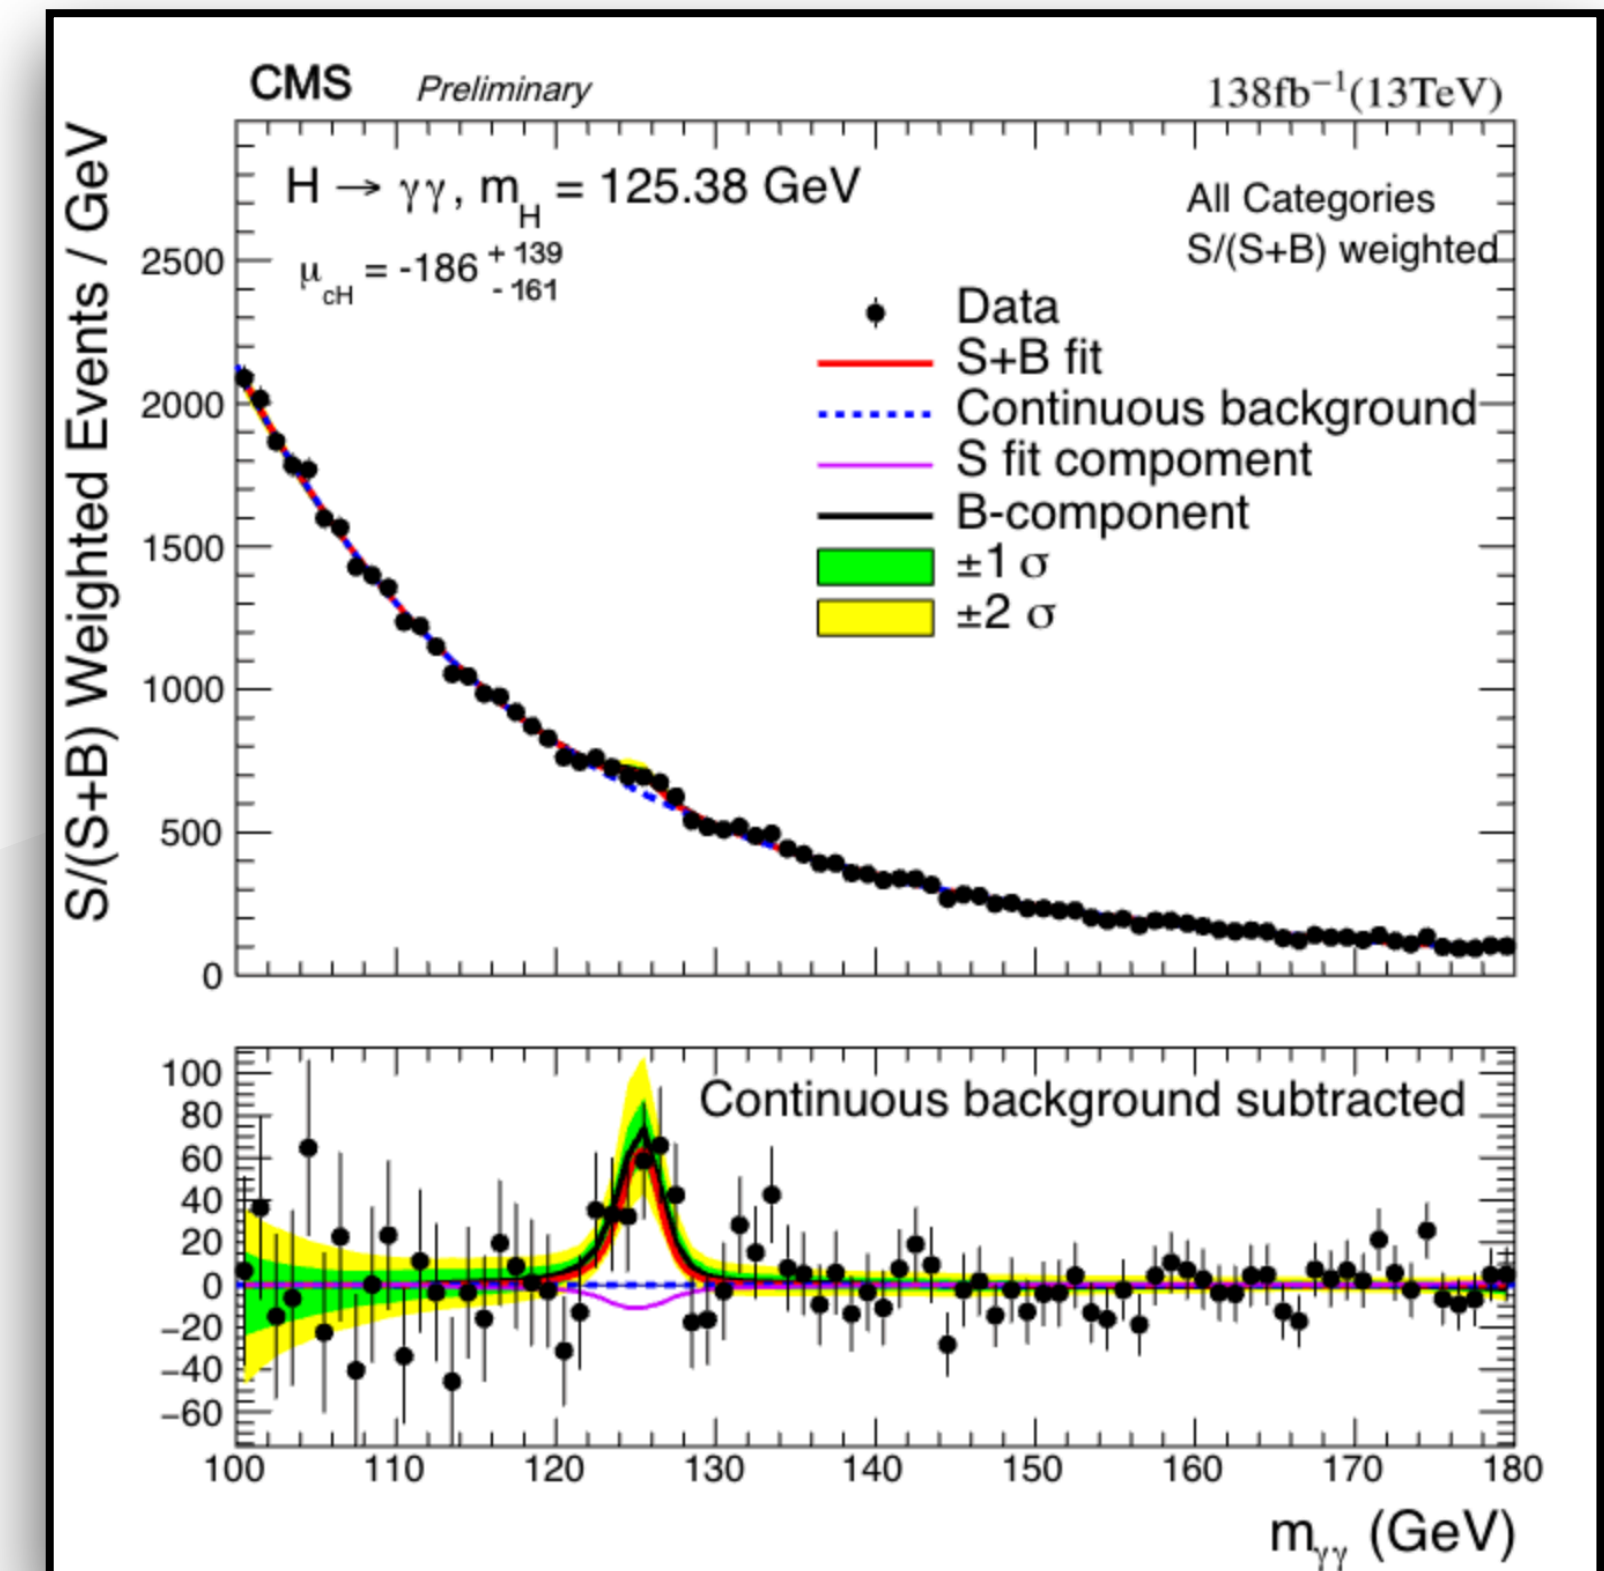 CMS Preliminary 138fb⁻¹(13TeV)
H → γγ, m_H = 125.38 GeV
μ_cH = -186 + 139 - 161
All Categories
S/(S+B) weighted
Data
S+B fit
Continuous background
S fit compoment
B-component
±1 σ
±2 σ
S/(S+B) Weighted Events / GeV
2500
2000
1500
1000
500
0
Continuous background subtracted
100
80
60
40
20
0
−20
−40
−60
100 110 120 130 140 150 160 170 180
m_γγ (GeV)